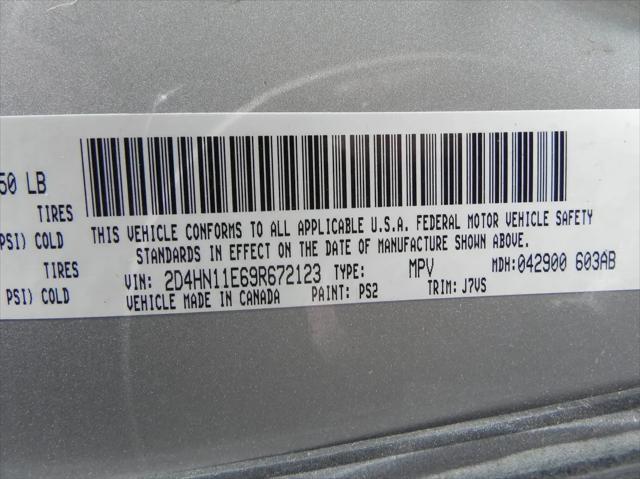 50 LB
TIRES
PSI) COLD
TIRES
PSI) COLD
THIS VEHICLE CONFORMS TO ALL APPLICABLE U.S.A. FEDERAL MOTOR VEHICLE SAFETY
STANDARDS IN EFFECT ON THE DATE OF MANUFACTURE SHOWN ABOVE.
VIN: 2D4HN11E69R672123 TYPE: MPV MDH: 042900 603AB
VEHICLE MADE IN CANADA PAINT: PS2 TRIM: J7VS